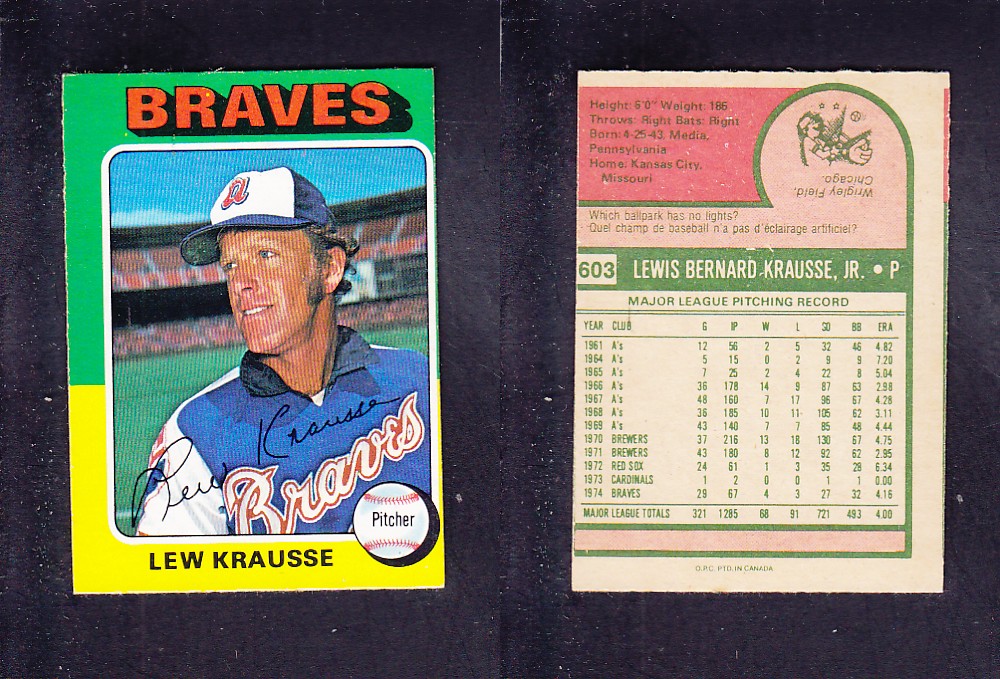 BRAVES
a
Lew Krausse
Braves
Pitcher
LEW KRAUSSE
Height: 6'0" Weight: 186
Throws: Right Bats: Right
Born: 4-25-43, Media,
Pennsylvania
Home: Kansas City,
Missouri
Wrigley Field,
Chicago.
Which ballpark has no lights?
Quel champ de baseball n'a pas d'éclairage artificiel?
603 LEWIS BERNARD KRAUSSE, JR. • P
MAJOR LEAGUE PITCHING RECORD
YEAR CLUB G IP W L SO BB ERA
1961 A's 12 56 2 5 32 46 4.82
1964 A's 5 15 0 2 9 9 7.20
1965 A's 7 25 2 4 22 8 5.04
1966 A's 36 178 14 9 87 63 2.98
1967 A's 48 160 7 17 96 67 4.28
1968 A's 36 185 10 11 105 62 3.11
1969 A's 43 140 7 7 85 48 4.44
1970 BREWERS 37 216 13 18 130 67 4.75
1971 BREWERS 43 180 8 12 92 62 2.95
1972 RED SOX 24 61 1 3 35 28 6.34
1973 CARDINALS 1 2 0 0 1 1 0.00
1974 BRAVES 29 67 4 3 27 32 4.16
MAJOR LEAGUE TOTALS 321 1285 68 91 721 493 4.00
O.P.C. PTD. IN CANADA